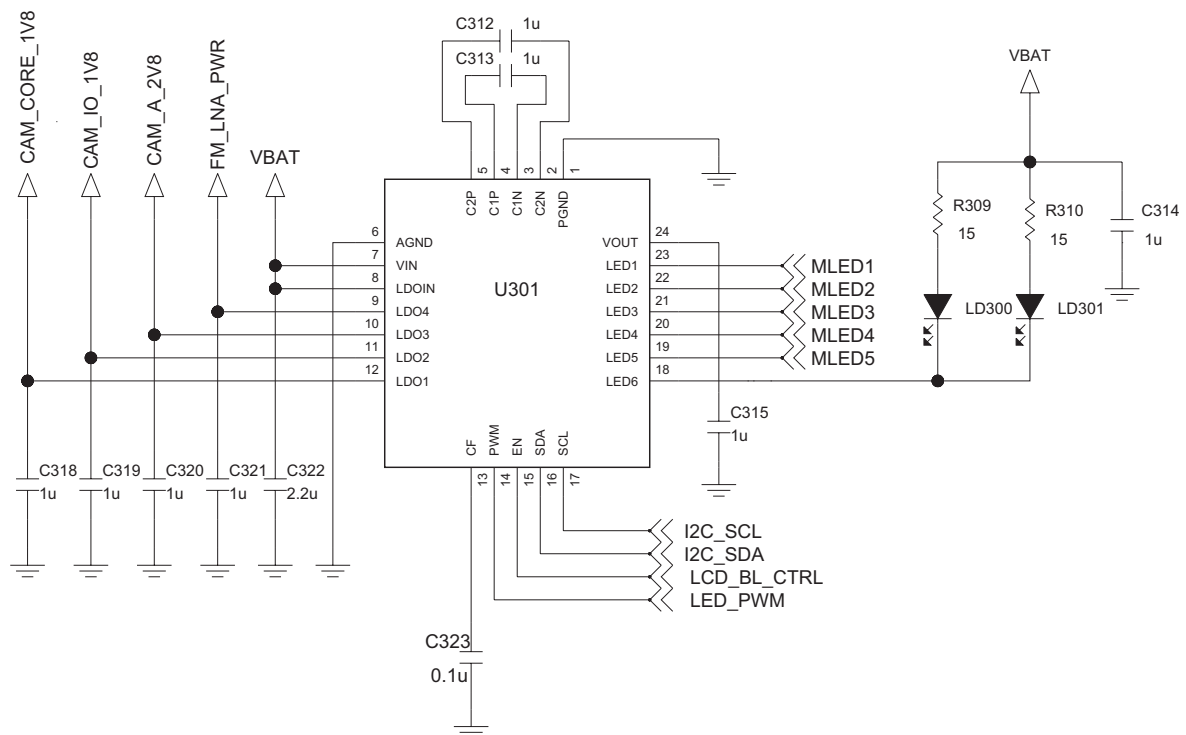 C312 1u
C313 1u
CAM_CORE_1V8
CAM_IO_1V8
CAM_A_2V8
FM_LNA_PWR
VBAT
VBAT
5 4 3 2 1
C2P C1P C1N C2N PGND
6 AGND
7 VIN
8 LDOIN
9 LDO4
10 LDO3
11 LDO2
12 LDO1
U301
VOUT 24
LED1 23 MLED1
LED2 22 MLED2
LED3 21 MLED3
LED4 20 MLED4
LED5 19 MLED5
LED6 18
R309
15
R310
15
C314
1u
LD300
LD301
C315
1u
CF PWM EN SDA SCL
13 14 15 16 17
C318
1u
C319
1u
C320
1u
C321
1u
C322
2.2u
I2C_SCL
I2C_SDA
LCD_BL_CTRL
LED_PWM
C323
0.1u